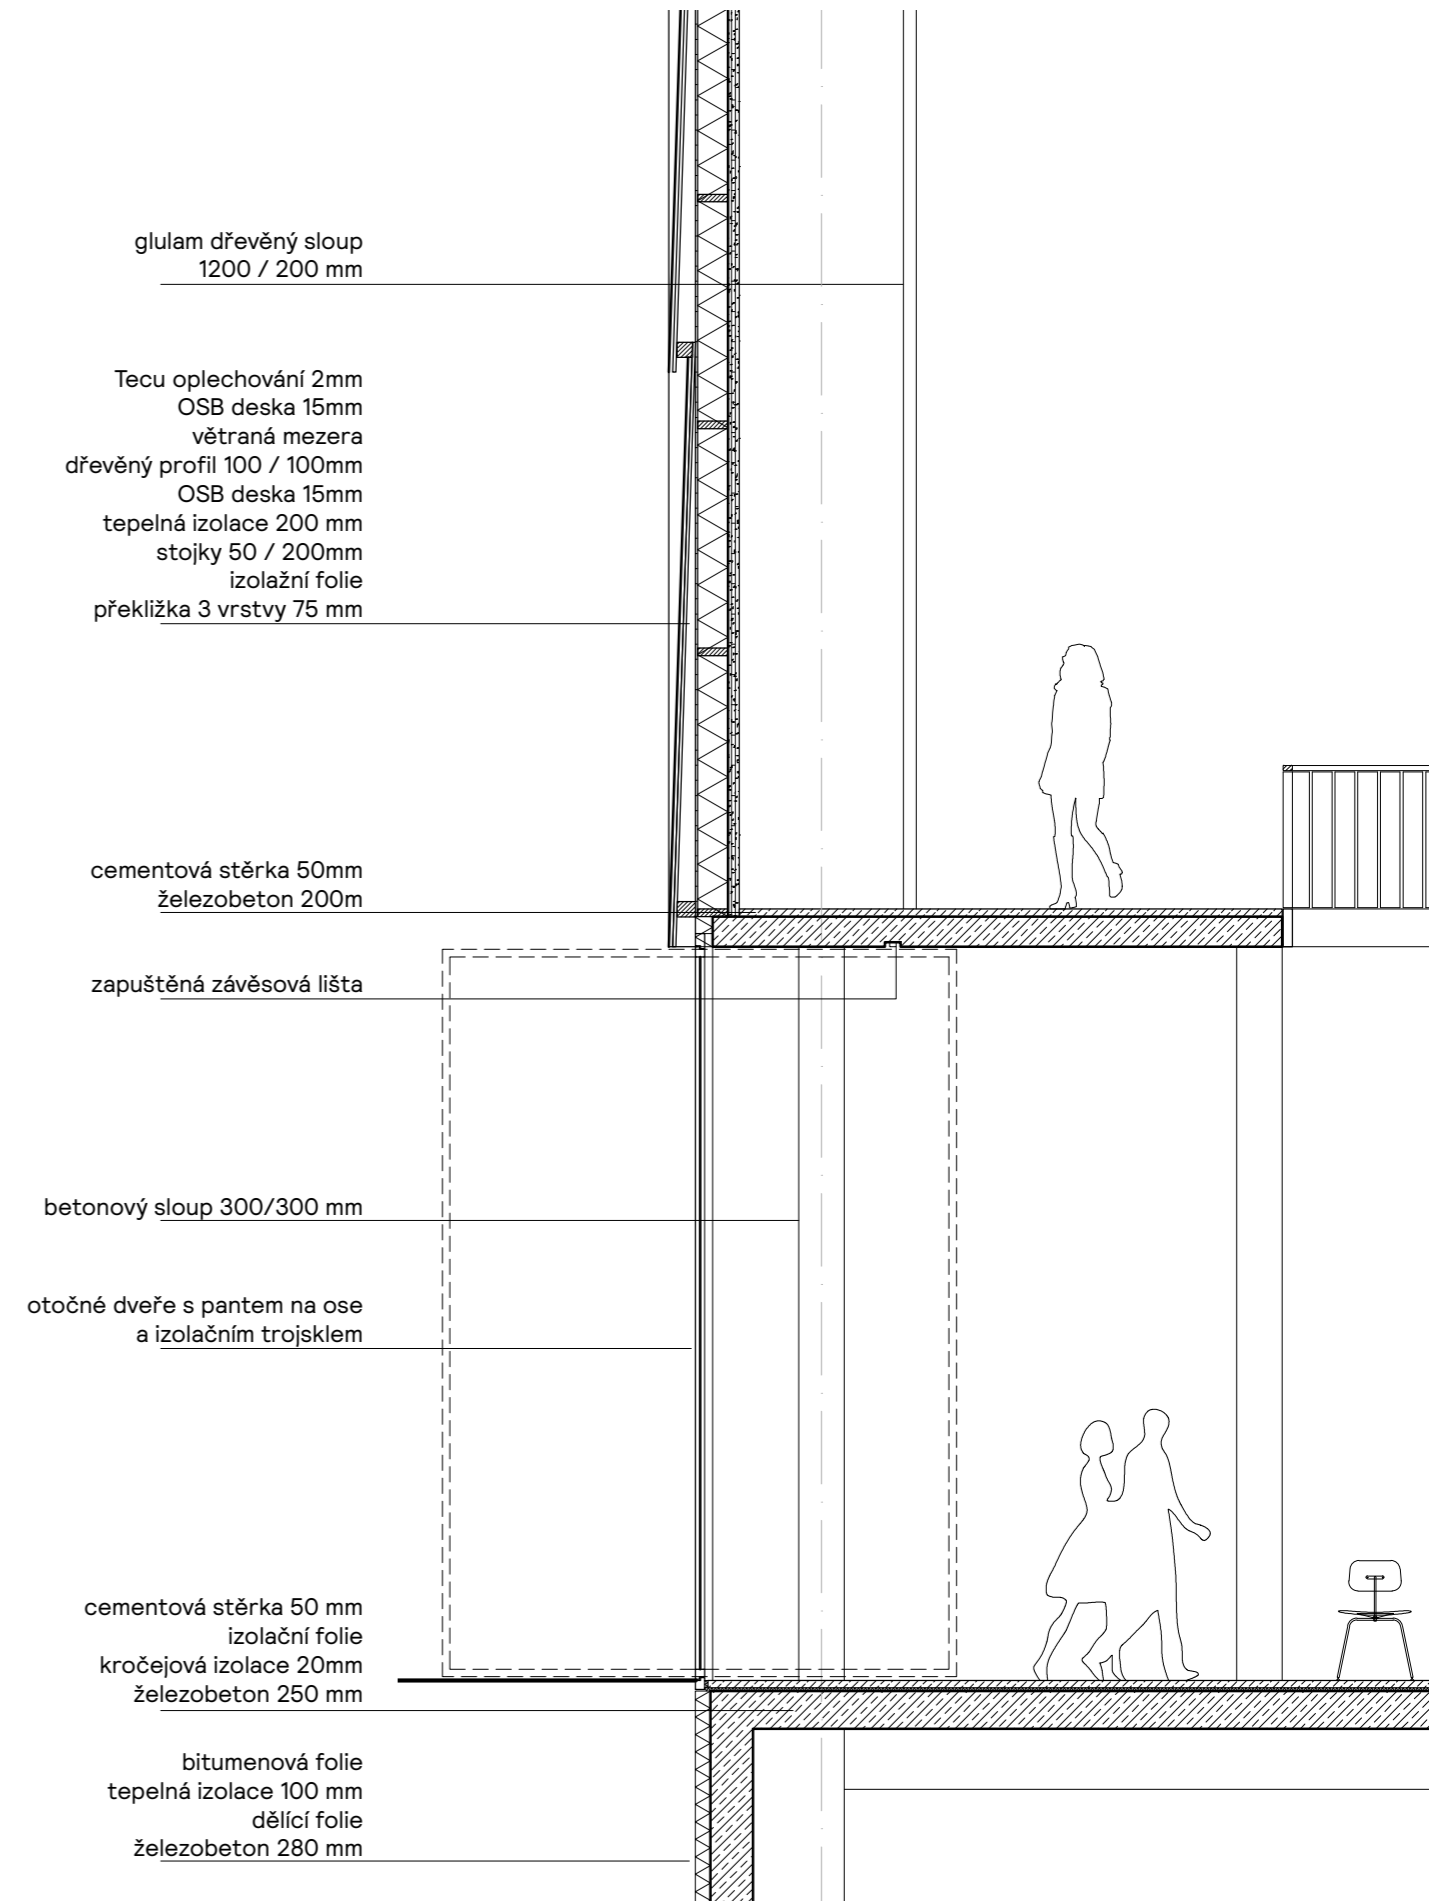 glulam dřevěný sloup
1200 / 200 mm
Tecu oplechování 2mm
OSB deska 15mm
větraná mezera
dřevěný profil 100 / 100mm
OSB deska 15mm
tepelná izolace 200 mm
stojky 50 / 200mm
izolažní folie
překližka 3 vrstvy 75 mm
cementová stěrka 50mm
železobeton 200m
zapuštěná závěsová lišta
betonový sloup 300/300 mm
otočné dveře s pantem na ose
a izolačním trojsklem
cementová stěrka 50 mm
izolační folie
kročejová izolace 20mm
železobeton 250 mm
bitumenová folie
tepelná izolace 100 mm
dělící folie
železobeton 280 mm